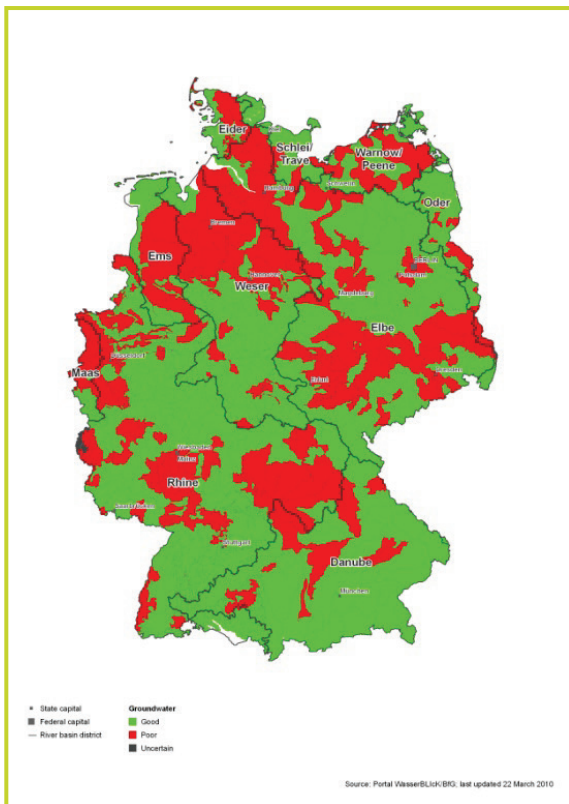 Eider
Kiel
Schlei/
Trave
Warnow/
Peene
Hamburg
Schwerin
Oder
Bremen
Ems
Berlin
Potsdam
Hannover
Weser
Magdeburg
Elbe
Düsseldorf
Maas
Erfurt
Dresden
Wiesbaden
Mainz
Rhine
Saarbrücken
Stuttgart
Danube
München
State capital
Federal capital
River basin district
Groundwater
Good
Poor
Uncertain
Source: Portal WasserBLIcK/BfG; last updated 22 March 2010